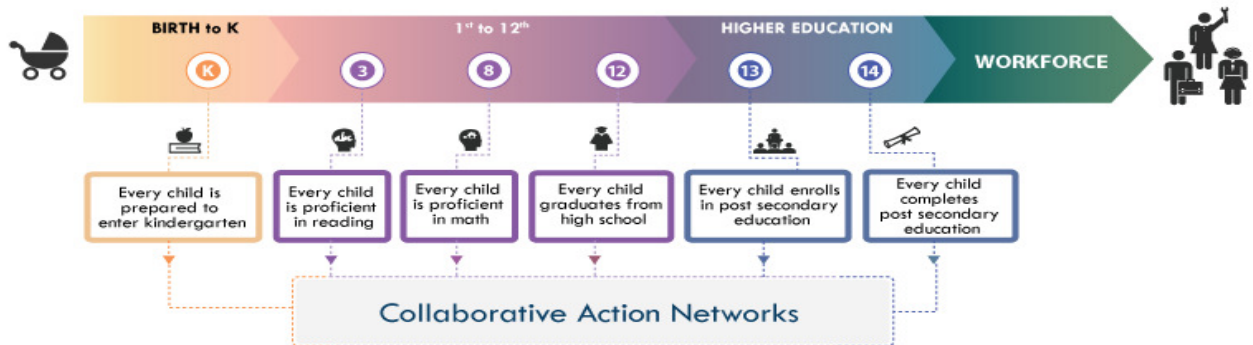 BIRTH to K
1st to 12th
HIGHER EDUCATION
WORKFORCE
K
3
8
12
13
14
abc
Every child is
prepared to
enter kindergarten
Every child
is proficient
in reading
Every child
is proficient
in math
Every child
graduates from
high school
Every child enrolls
in post secondary
education
Every child
completes
post secondary
education
Collaborative Action Networks